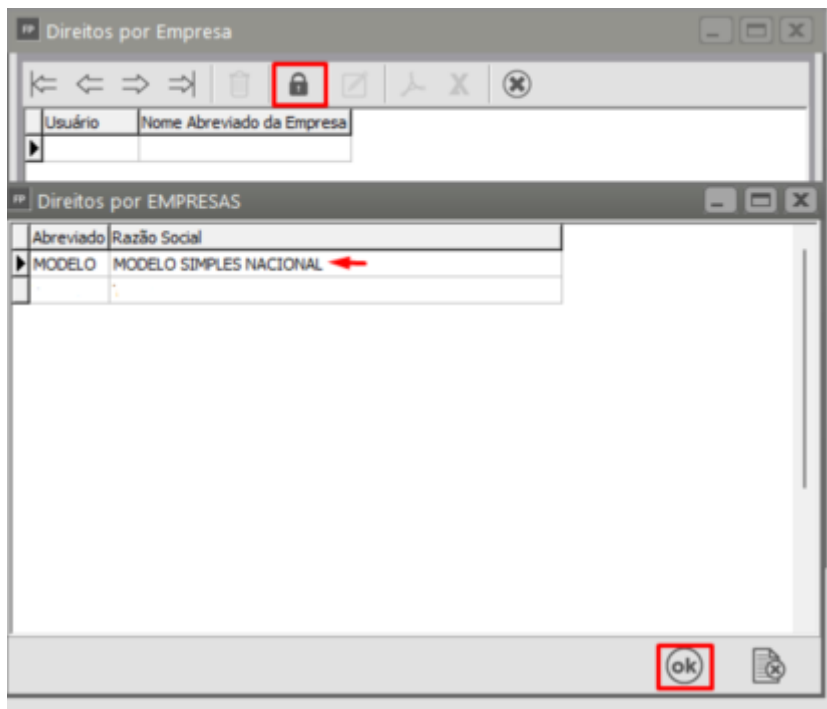 FP Direitos por Empresa
X
Usuário Nome Abreviado da Empresa
FP Direitos por EMPRESAS
Abreviado Razão Social
MODELO MODELO SIMPLES NACIONAL
ok